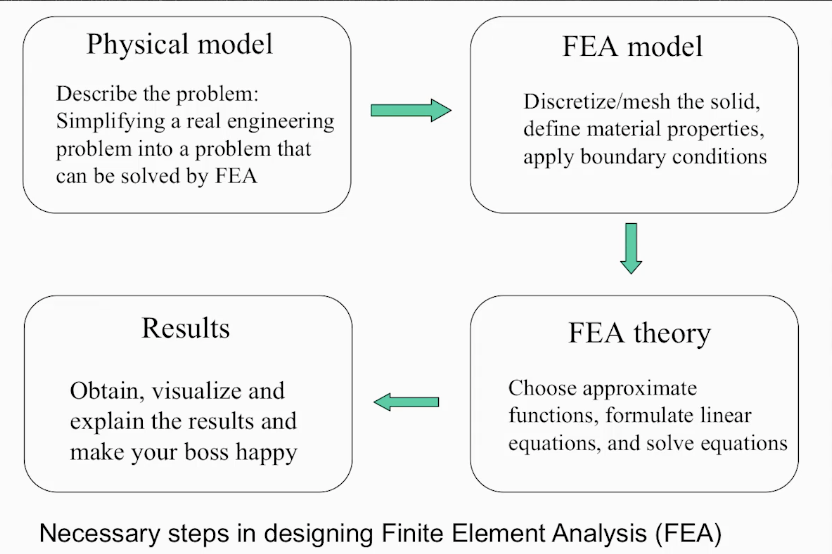 Physical model
Describe the problem:
Simplifying a real engineering
problem into a problem that
can be solved by FEA
FEA model
Discretize/mesh the solid,
define material properties,
apply boundary conditions
FEA theory
Choose approximate
functions, formulate linear
equations, and solve equations
Results
Obtain, visualize and
explain the results and
make your boss happy
Necessary steps in designing Finite Element Analysis (FEA)